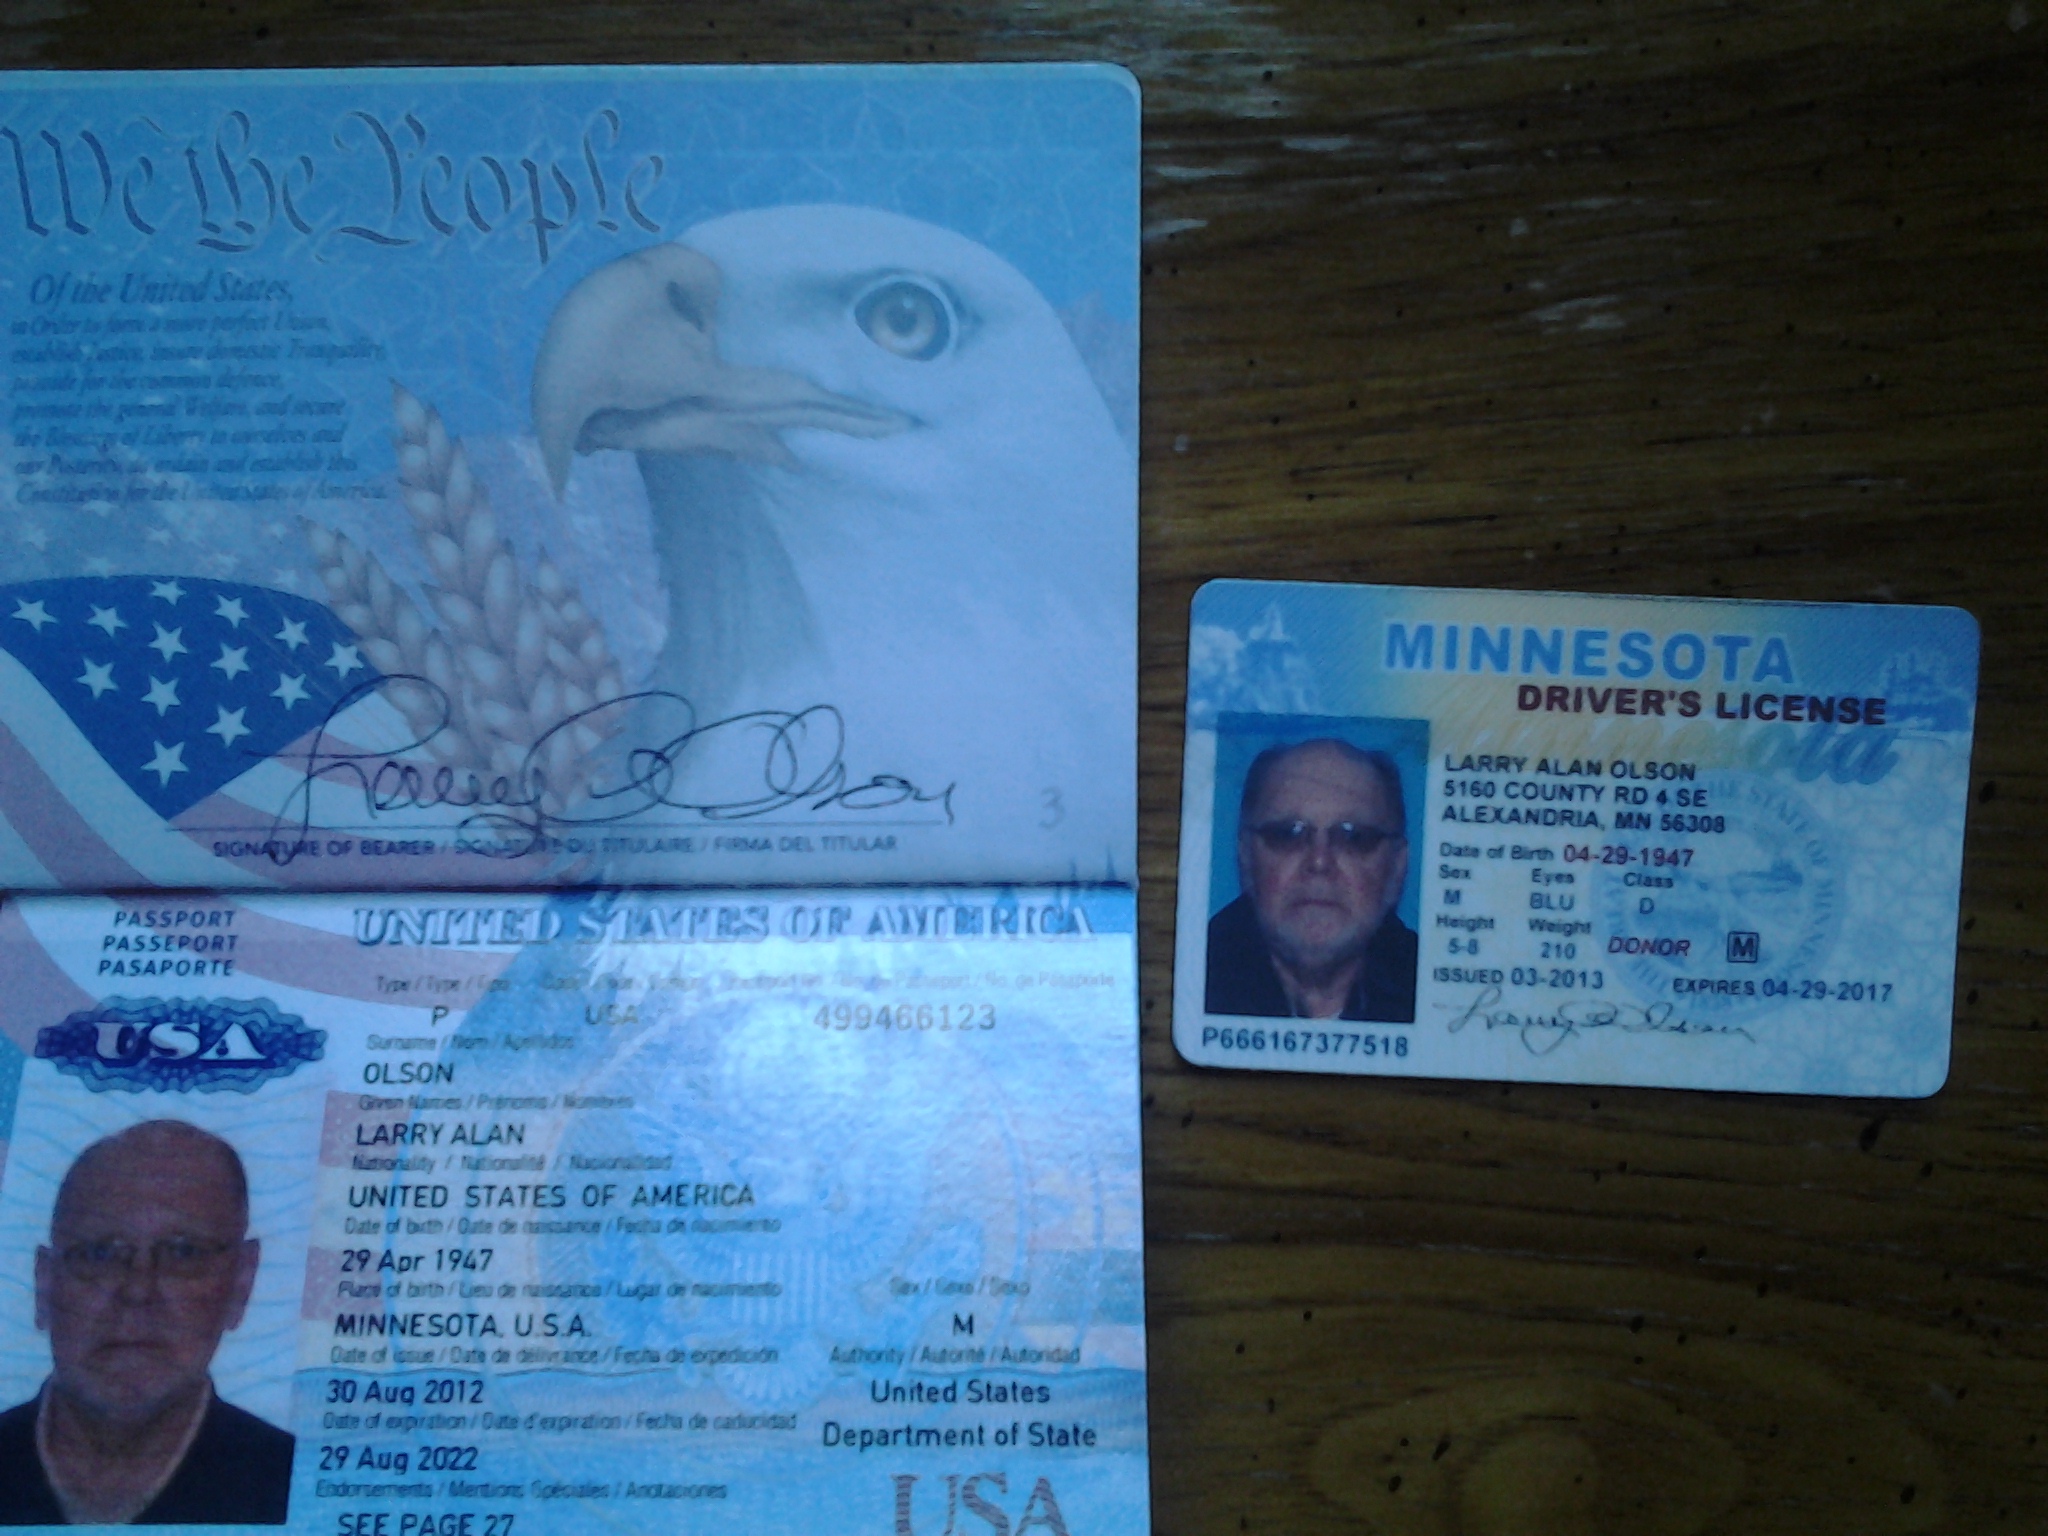 We the People
Of the United States,
in Order to form a more perfect Union,
establish Justice, insure domestic Tranquility,
provide for the common defence,
promote the general Welfare, and secure
the Blessings of Liberty to ourselves and
our Posterity, do ordain and establish this
Constitution for the United States of America.
Larry A Olson
3
SIGNATURE OF BEARER / SIGNATURE DU TITULAIRE / FIRMA DEL TITULAR
PASSPORT
PASSEPORT
PASAPORTE
USA
UNITED STATES OF AMERICA
Type / Type / Tipo No. de Pasaporte
P USA 499466123
Surname / Nom / Apellidos
OLSON
Given Names / Prénoms / Nombres
LARRY ALAN
Nationality / Nationalité / Nacionalidad
UNITED STATES OF AMERICA
Date of birth / Date de naissance / Fecha de nacimiento
29 Apr 1947
Place of birth / Lieu de naissance / Lugar de nacimiento Sex / Sexe / Sexo
MINNESOTA, U.S.A. M
Date of issue / Date de délivrance / Fecha de expedición Authority / Autorité / Autoridad
30 Aug 2012 United States
Date of expiration / Date d'expiration / Fecha de caducidad Department of State
29 Aug 2022
Endorsements / Mentions Spéciales / Anotaciones
SEE PAGE 27
USA
MINNESOTA
DRIVER'S LICENSE
LARRY ALAN OLSON
5160 COUNTY RD 4 SE
ALEXANDRIA, MN 56308
Date of Birth 04-29-1947
Sex Eyes Class
M BLU D
Height Weight
5-8 210 DONOR M
ISSUED 03-2013 EXPIRES 04-29-2017
Larry A Olson
P666167377518